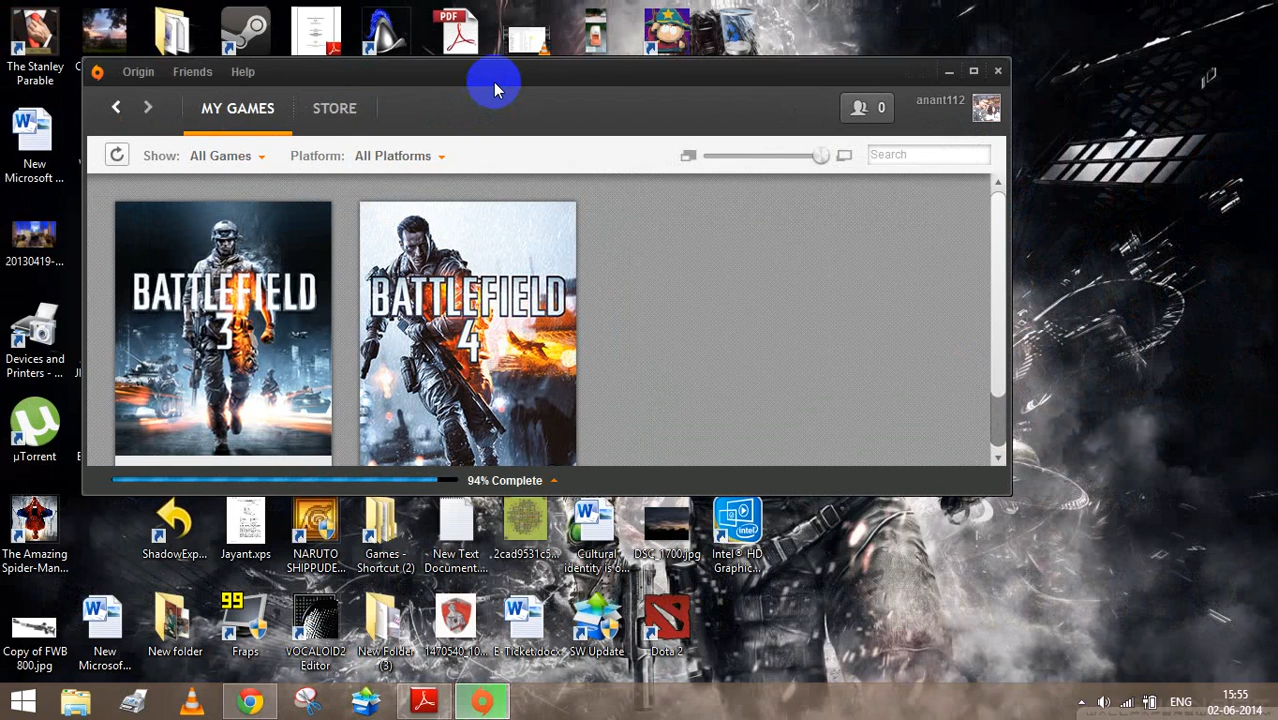 PDF
The Stanley
Parable
Origin
Friends
Help
MY GAMES
STORE
0
anant112
Show:
All Games
Platform:
All Platforms
Search
BATTLEFIELD
3
BATTLEFIELD
4
94% Complete
New
Microsoft ...
20130419-...
Devices and
Printers - ...
µTorrent
The Amazing
Spider-Man...
ShadowExp...
Jayant.xps
NARUTO
SHIPPUDE...
Games -
Shortcut (2)
New Text
Document....
2cad9531c5...
Cultural
identity is o...
DSC_1700.jpg
Intel® HD
Graphic...
Copy of FWB
800.jpg
New
Microsof...
New folder
99
Fraps
VOCALOID2
Editor
New Folder
(3)
1470540_10...
E-Ticket.docx
SW Update
Dota 2
ENG
15:55
02-06-2014